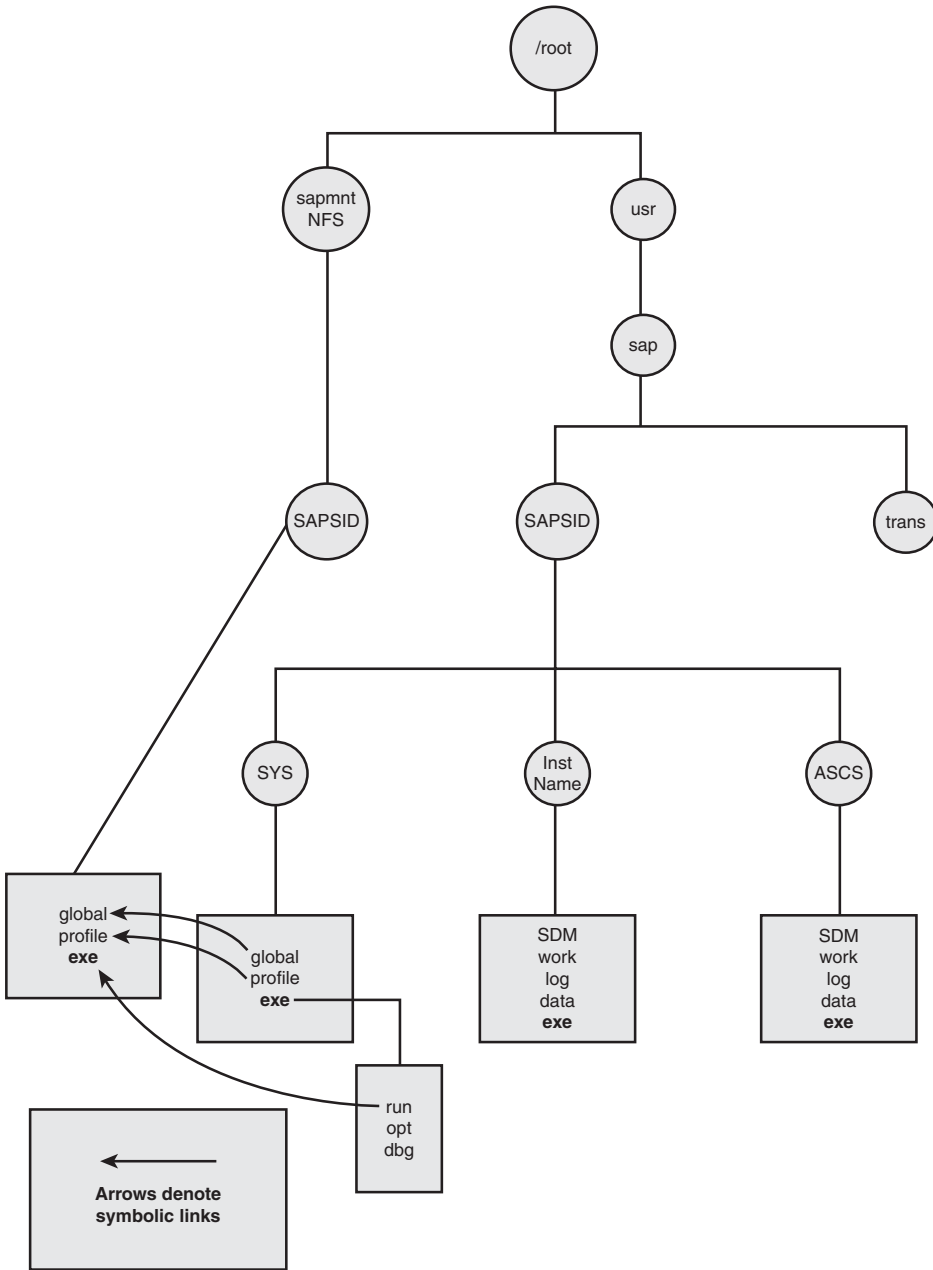 /root
sapmnt
NFS
usr
sap
SAPSID
SAPSID
trans
SYS
Inst
Name
ASCS
global
profile
exe
global
profile
exe
SDM
work
log
data
exe
SDM
work
log
data
exe
run
opt
dbg
Arrows denote
symbolic links